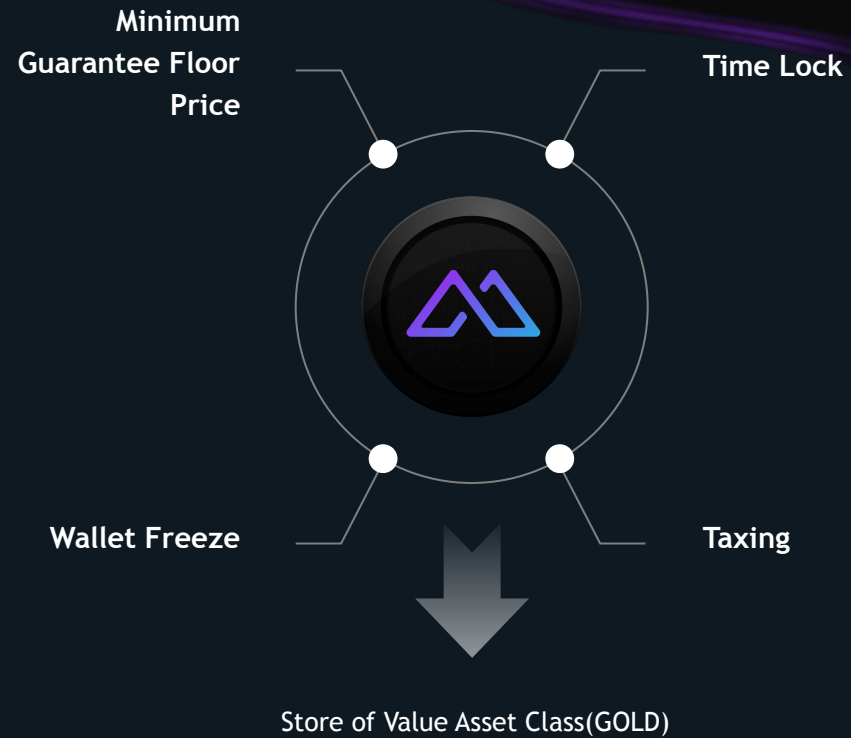 Minimum
Guarantee Floor
Price
Time Lock
Wallet Freeze
Taxing
Store of Value Asset Class(GOLD)